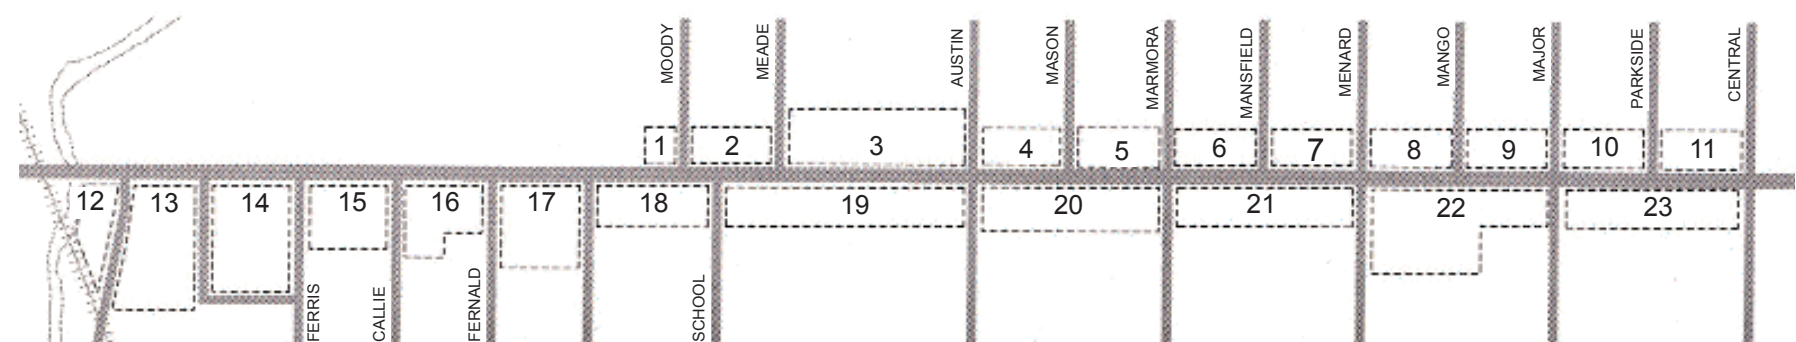 MOODY
MEADE
AUSTIN
MASON
MARMORA
MANSFIELD
MENARD
MANGO
MAJOR
PARKSIDE
CENTRAL
1 2 3 4 5 6 7 8 9 10 11
12 13 14 15 16 17 18 19 20 21 22 23
FERRIS
CALLIE
FERNALD
SCHOOL